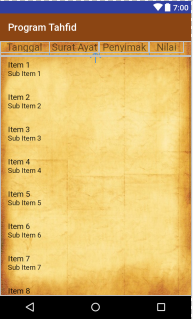 7:00
Program Tahfid
Tanggal Surat Ayat Penyimak Nilai
Item 1
Sub Item 1
Item 2
Sub Item 2
Item 3
Sub Item 3
Item 4
Sub Item 4
Item 5
Sub Item 5
Item 6
Sub Item 6
Item 7
Sub Item 7
Item 8